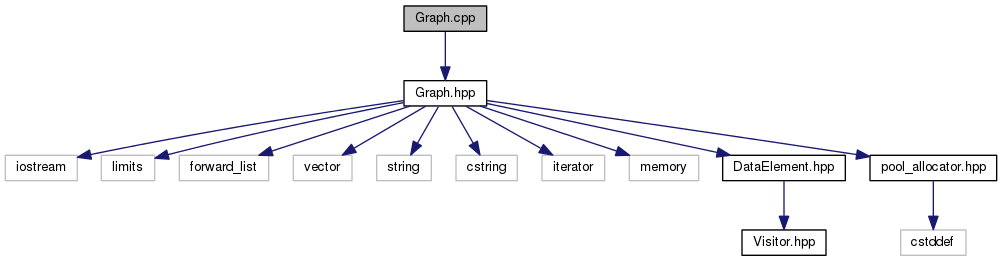 Graph.cpp
Graph.hpp
iostream
limits
forward_list
vector
string
cstring
iterator
memory
DataElement.hpp
pool_allocator.hpp
Visitor.hpp
cstddef